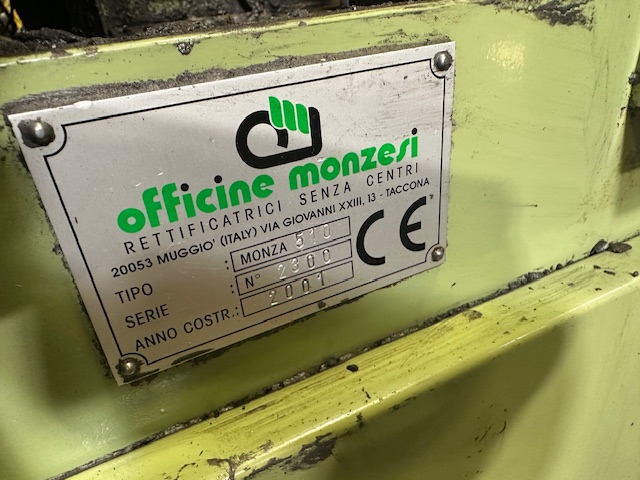 officine monzesi
RETTIFICATRICI SENZA CENTRI
20053 MUGGIO' (ITALY) VIA GIOVANNI XXIII, 13 - TACCONA
TIPO : MONZA 510
SERIE : N° 2300
ANNO COSTR.: 2001
CE